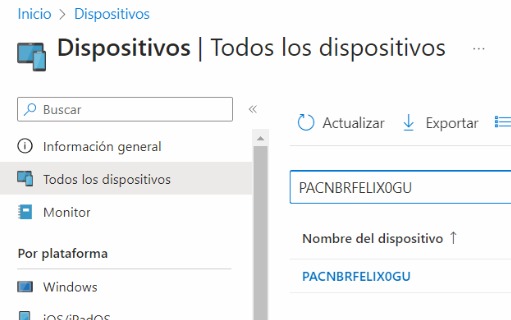 Inicio > Dispositivos
Dispositivos | Todos los dispositivos ...
Buscar «
Información general
Todos los dispositivos
Monitor
Por plataforma
Windows
iOS/iPadOS
Actualizar Exportar
PACNBRFELIX0GU
Nombre del dispositivo ↑
PACNBRFELIX0GU